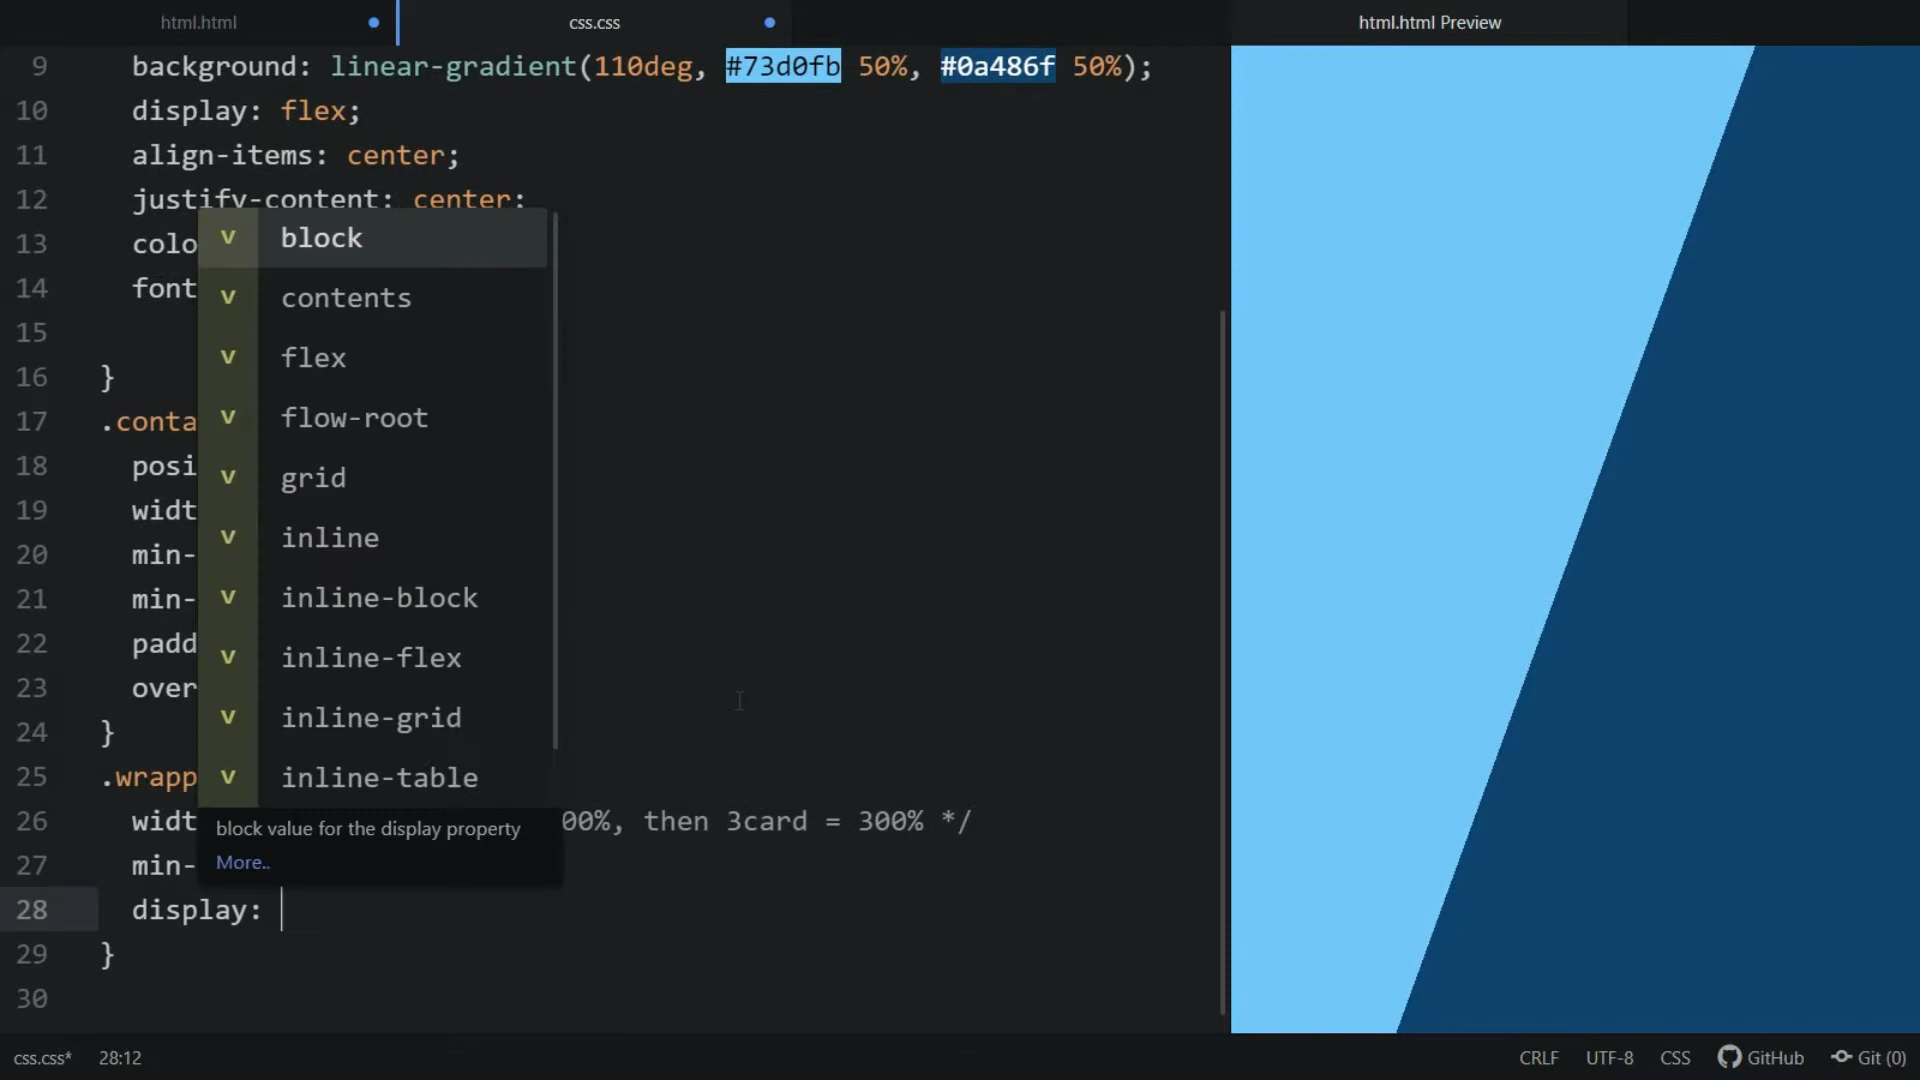 html.html
css.css
html.html Preview
9 background: linear-gradient(110deg, #73d0fb 50%, #0a486f 50%);
10 display: flex;
11 align-items: center;
12 justify-content: center;
13 colo
14 font
15
16 }
17 .conta
18 posi
19 widt
20 min-
21 min-
22 padd
23 over
24 }
25 .wrapp
26 widt 00%, then 3card = 300% */
27 min-
28 display:
29 }
30
v block
v contents
v flex
v flow-root
v grid
v inline
v inline-block
v inline-flex
v inline-grid
v inline-table
block value for the display property
More..
css.css* 28:12
CRLF UTF-8 CSS GitHub Git (0)